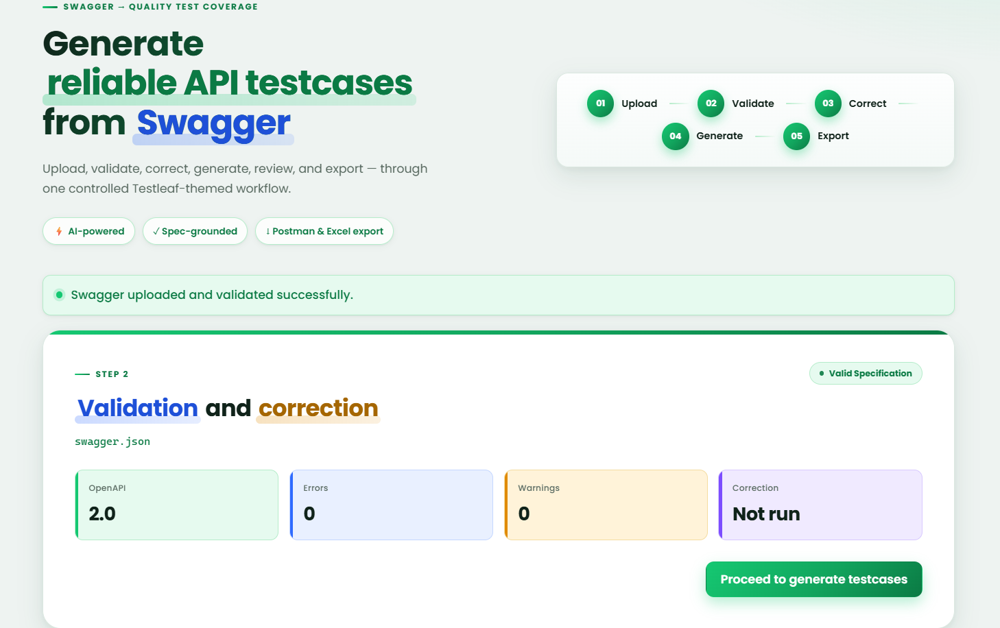 SWAGGER → QUALITY TEST COVERAGE
Generate
reliable API testcases
from Swagger
Upload, validate, correct, generate, review, and export — through
one controlled Testleaf-themed workflow.
⚡ AI-powered
✓ Spec-grounded
↓ Postman & Excel export
01 Upload
02 Validate
03 Correct
04 Generate
05 Export
Swagger uploaded and validated successfully.
STEP 2
Valid Specification
Validation and correction
swagger.json
OpenAPI
2.0
Errors
0
Warnings
0
Correction
Not run
Proceed to generate testcases